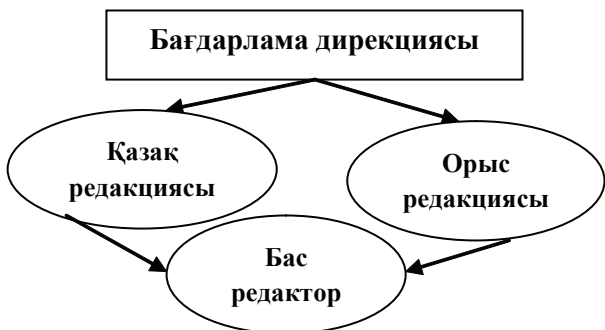 Бағдарлама дирекциясы
Қазақ
редакциясы
Орыс
редакциясы
Бас
редактор